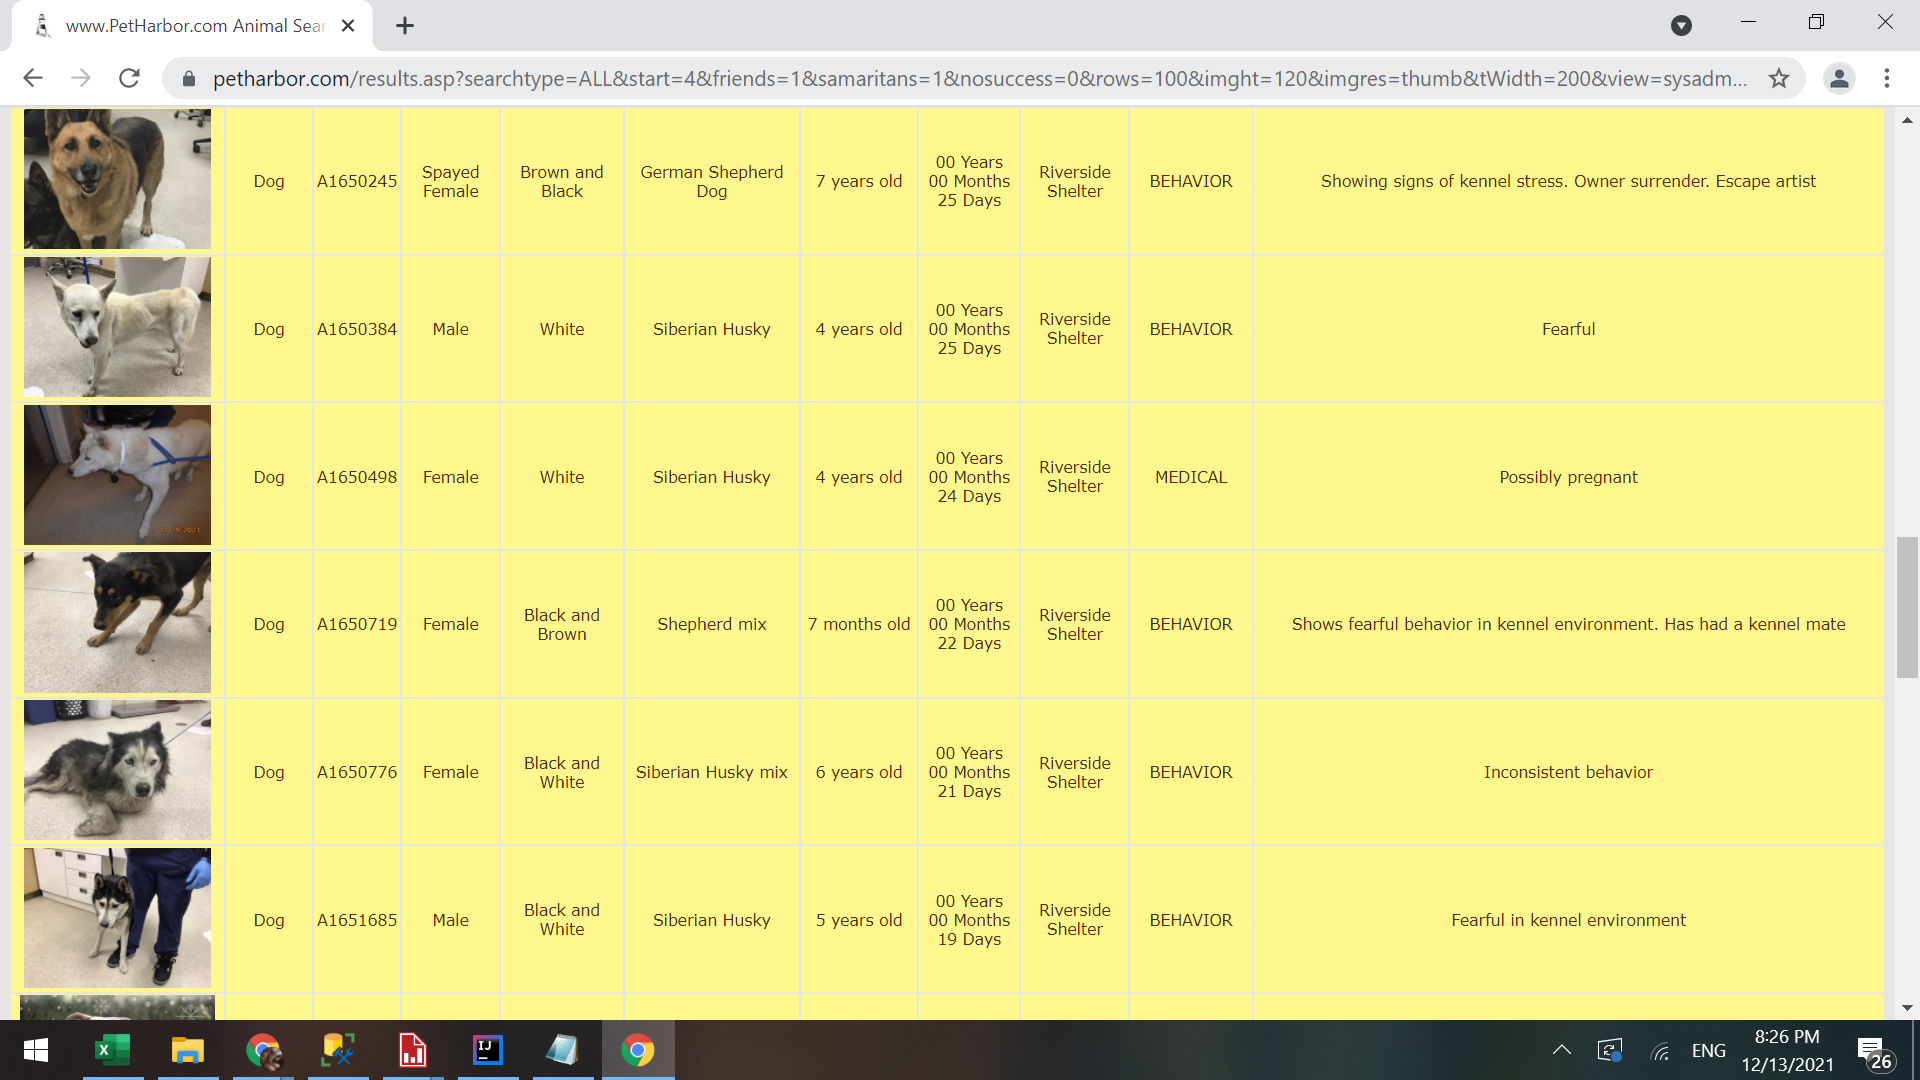 www.PetHarbor.com Animal Sear
petharbor.com/results.asp?searchtype=ALL&start=4&friends=1&samaritans=1&nosuccess=0&rows=100&imght=120&imgres=thumb&tWidth=200&view=sysadm...
Dog
A1650245
Spayed
Female
Brown and
Black
German Shepherd
Dog
7 years old
00 Years
00 Months
25 Days
Riverside
Shelter
BEHAVIOR
Showing signs of kennel stress. Owner surrender. Escape artist
Dog
A1650384
Male
White
Siberian Husky
4 years old
00 Years
00 Months
25 Days
Riverside
Shelter
BEHAVIOR
Fearful
Dog
A1650498
Female
White
Siberian Husky
4 years old
00 Years
00 Months
24 Days
Riverside
Shelter
MEDICAL
Possibly pregnant
Dog
A1650719
Female
Black and
Brown
Shepherd mix
7 months old
00 Years
00 Months
22 Days
Riverside
Shelter
BEHAVIOR
Shows fearful behavior in kennel environment. Has had a kennel mate
Dog
A1650776
Female
Black and
White
Siberian Husky mix
6 years old
00 Years
00 Months
21 Days
Riverside
Shelter
BEHAVIOR
Inconsistent behavior
Dog
A1651685
Male
Black and
White
Siberian Husky
5 years old
00 Years
00 Months
19 Days
Riverside
Shelter
BEHAVIOR
Fearful in kennel environment
IJ
ENG
8:26 PM
12/13/2021
26